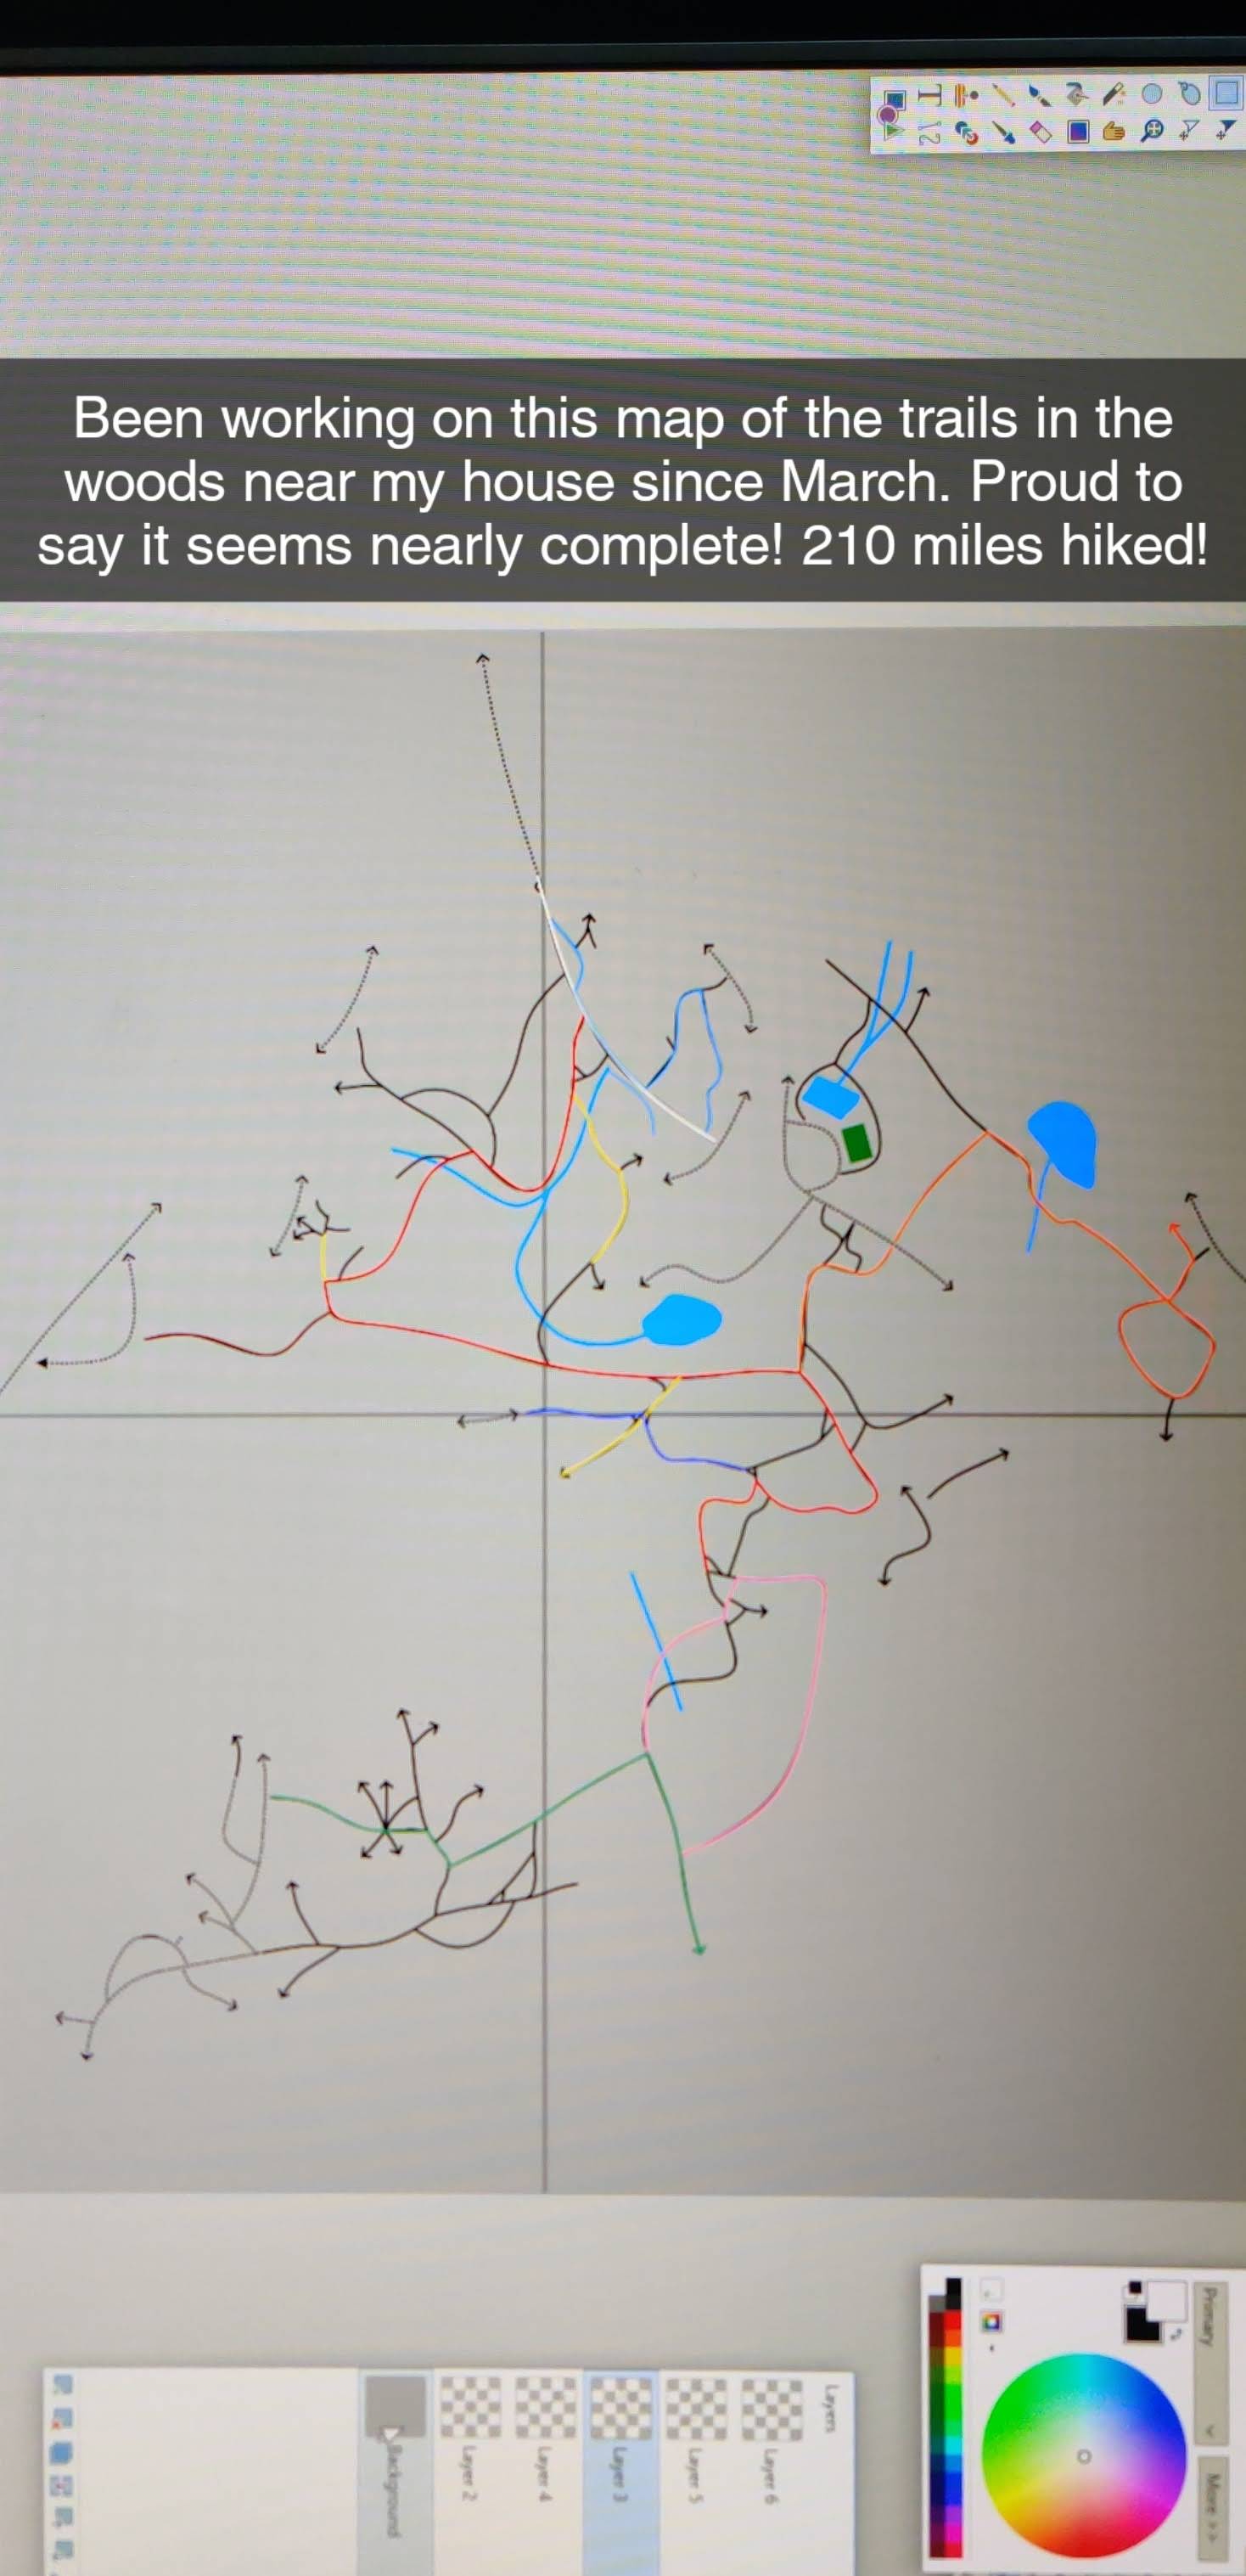 Been working on this map of the trails in the
woods near my house since March. Proud to
say it seems nearly complete! 210 miles hiked!
Primary
More >>
Layers
Layer 6
Layer 5
Layer 3
Layer 4
Layer 2
Background